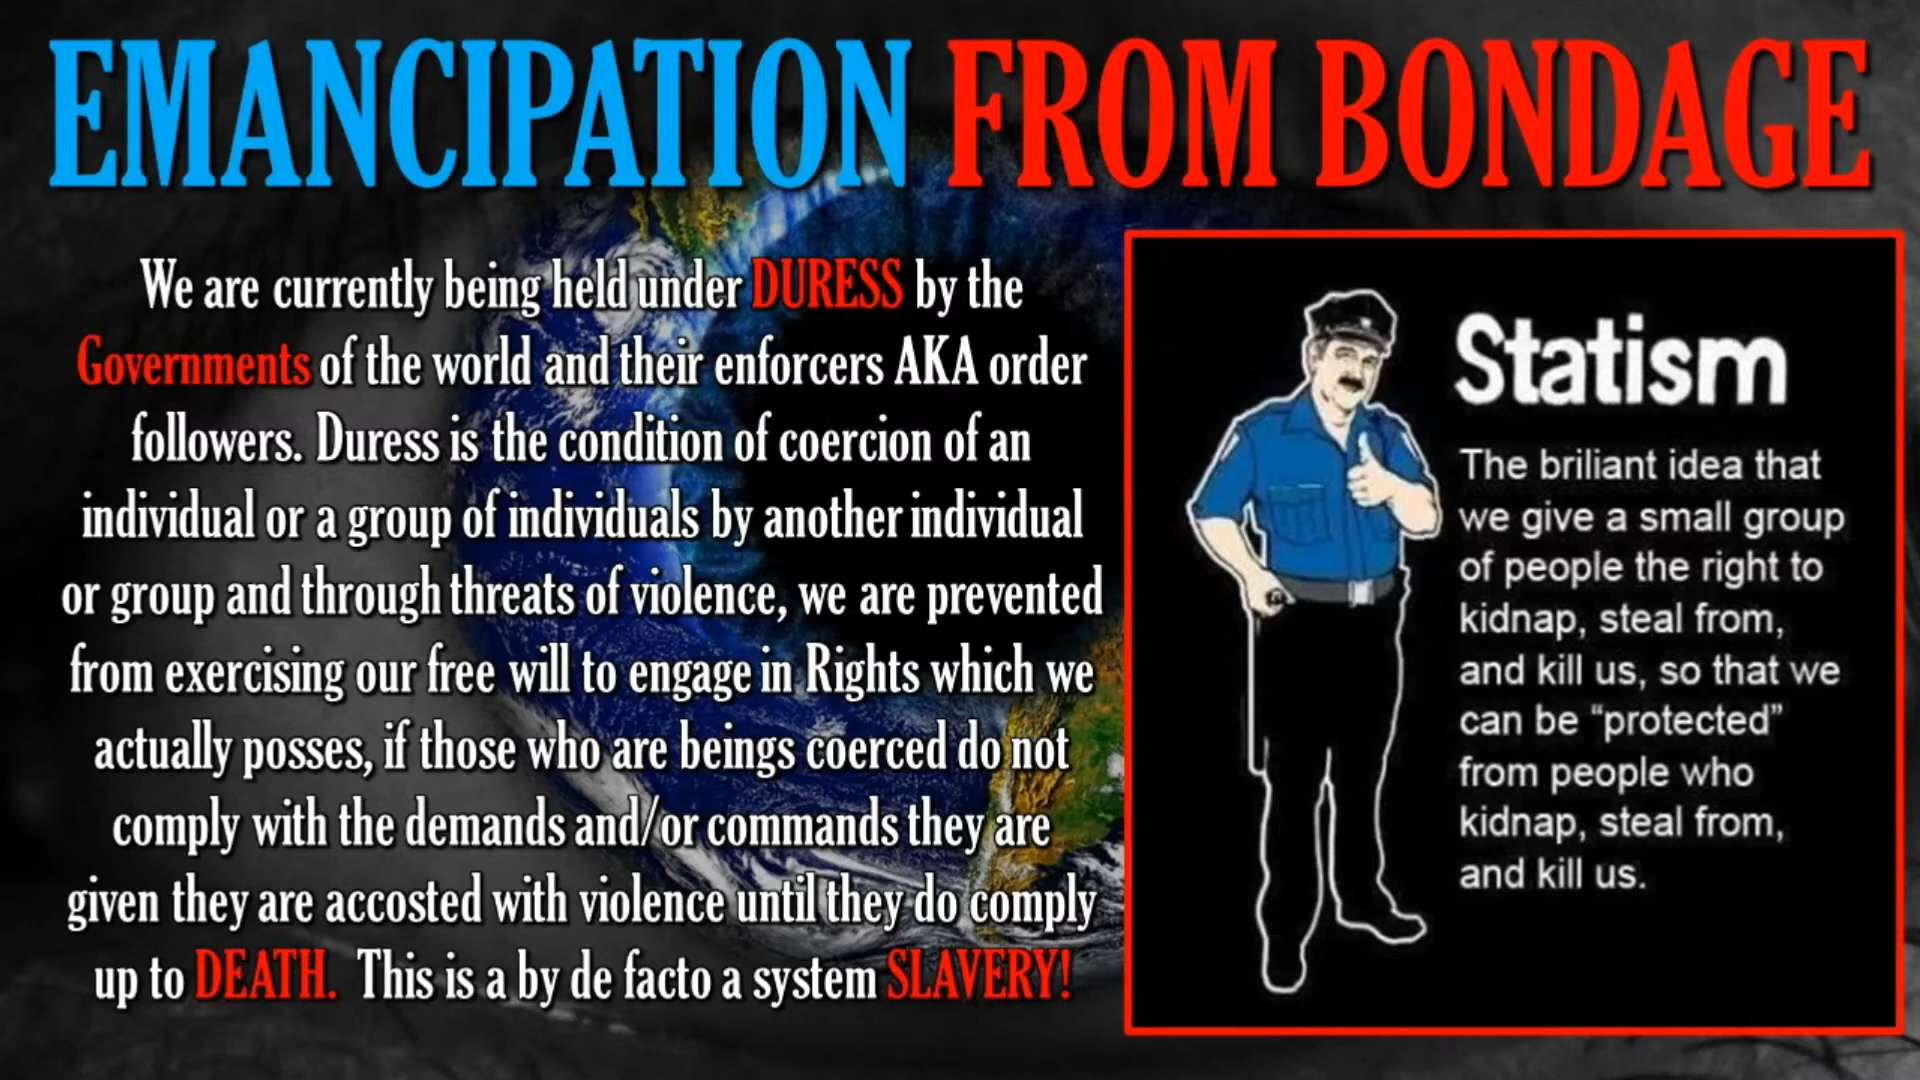 EMANCIPATION FROM BONDAGE
We are currently being held under DURESS by the
Governments of the world and their enforcers AKA order
followers. Duress is the condition of coercion of an
individual or a group of individuals by another individual
or group and through threats of violence, we are prevented
from exercising our free will to engage in Rights which we
actually posses, if those who are beings coerced do not
comply with the demands and/or commands they are
given they are accosted with violence until they do comply
up to DEATH. This is a by de facto a system SLAVERY!
Statism
The briliant idea that
we give a small group
of people the right to
kidnap, steal from,
and kill us, so that we
can be “protected”
from people who
kidnap, steal from,
and kill us.